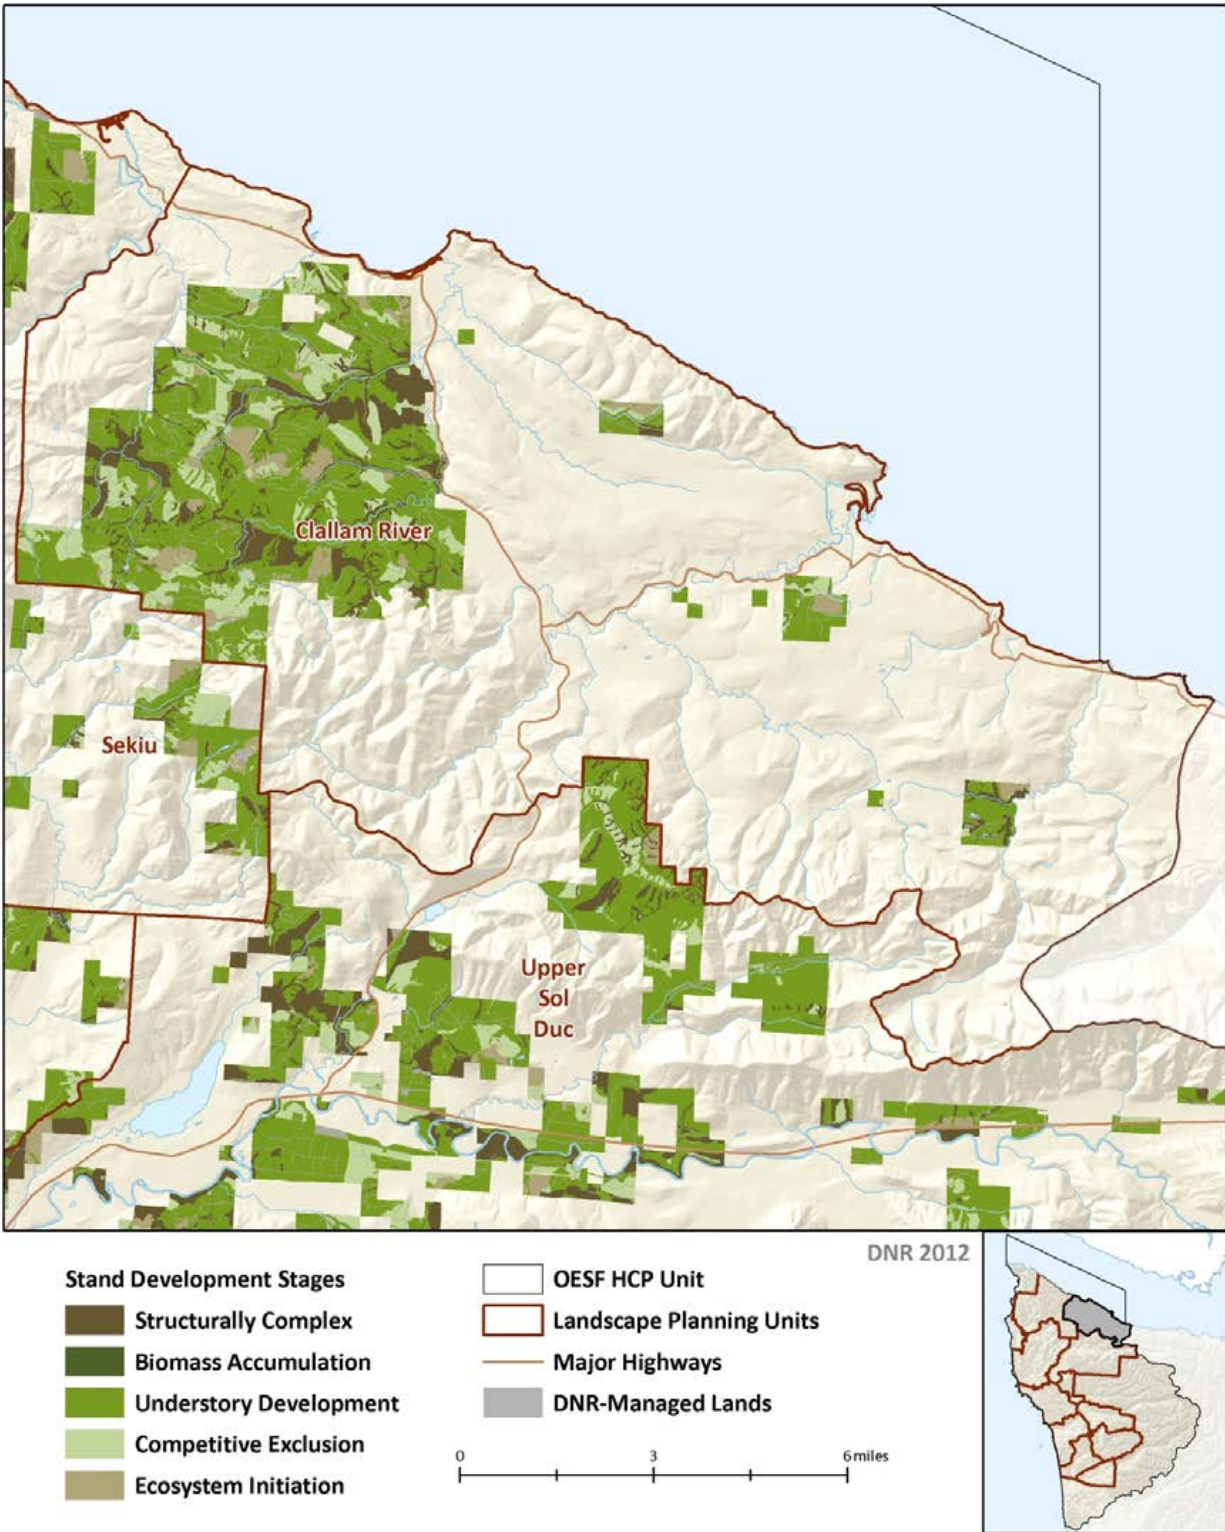 Clallam River
Sekiu
Upper
Sol
Duc
DNR 2012
Stand Development Stages
Structurally Complex
Biomass Accumulation
Understory Development
Competitive Exclusion
Ecosystem Initiation
OESF HCP Unit
Landscape Planning Units
Major Highways
DNR-Managed Lands
0 3 6 miles